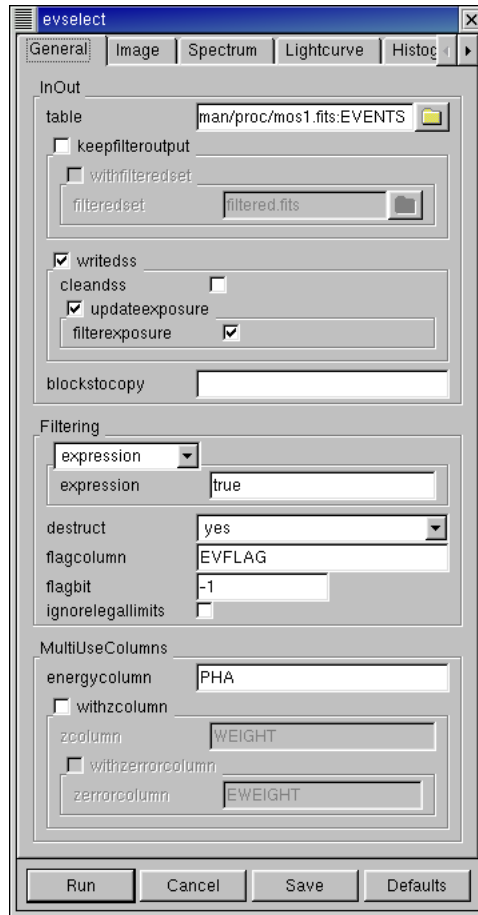 evselect
General Image Spectrum Lightcurve Histog
InOut
table man/proc/mos1.fits:EVENTS
keepfilteroutput
withfilteredset
filteredset filtered.fits
writedss
cleandss
updateexposure
filterexposure
blockstocopy
Filtering
expression
expression true
destruct yes
flagcolumn EVFLAG
flagbit -1
ignorelegallimits
MultiUseColumns
energycolumn PHA
withzcolumn
zcolumn WEIGHT
withzerrorcolumn
zerrorcolumn EWEIGHT
Run Cancel Save Defaults